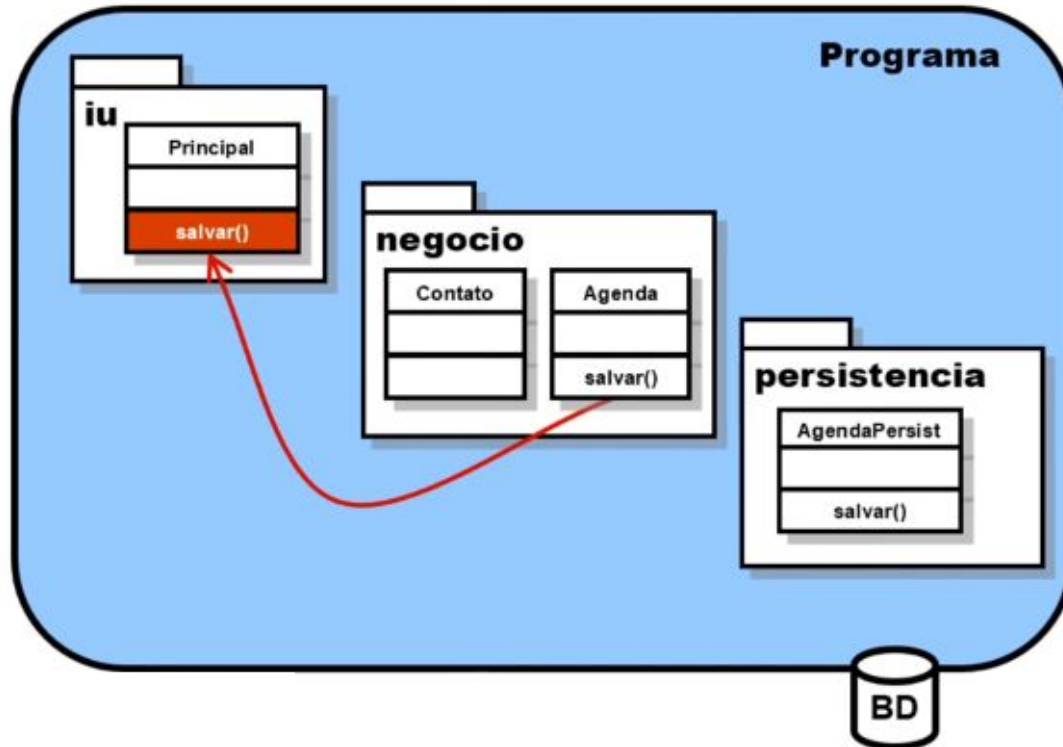 Programa
iu
Principal
salvar()
negocio
Contato
Agenda
salvar()
persistencia
AgendaPersist
salvar()
BD